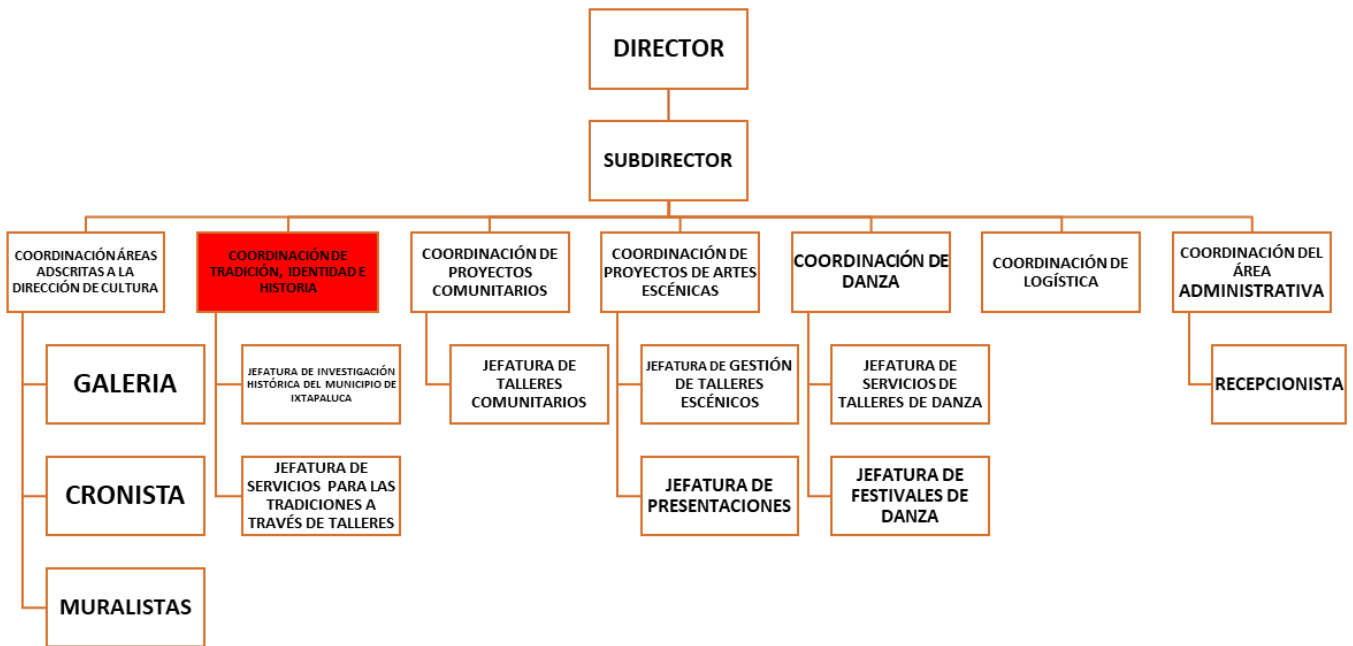 DIRECTOR
SUBDIRECTOR
COORDINACIÓN ÁREAS
ADSCRITAS A LA
DIRECCIÓN DE CULTURA
COORDINACIÓN DE
TRADICIÓN, IDENTIDAD E
HISTORIA
COORDINACIÓN DE
PROYECTOS
COMUNITARIOS
COORDINACIÓN DE
PROYECTOS DE ARTES
ESCÉNICAS
COORDINACIÓN DE
DANZA
COORDINACIÓN DE
LOGÍSTICA
COORDINACIÓN DEL
ÁREA
ADMINISTRATIVA
GALERIA
JEFATURA DE INVESTIGACIÓN
HISTÓRICA DEL MUNICIPIO DE
IXTAPALUCA
JEFATURA DE
TALLERES
COMUNITARIOS
JEFATURA DE GESTIÓN
DE TALLERES
ESCÉNICOS
JEFATURA DE
SERVICIOS DE
TALLERES DE DANZA
RECEPCIONISTA
CRONISTA
JEFATURA DE
SERVICIOS PARA LAS
TRADICIONES A
TRAVÉS DE TALLERES
JEFATURA DE
PRESENTACIONES
JEFATURA DE
FESTIVALES DE
DANZA
MURALISTAS